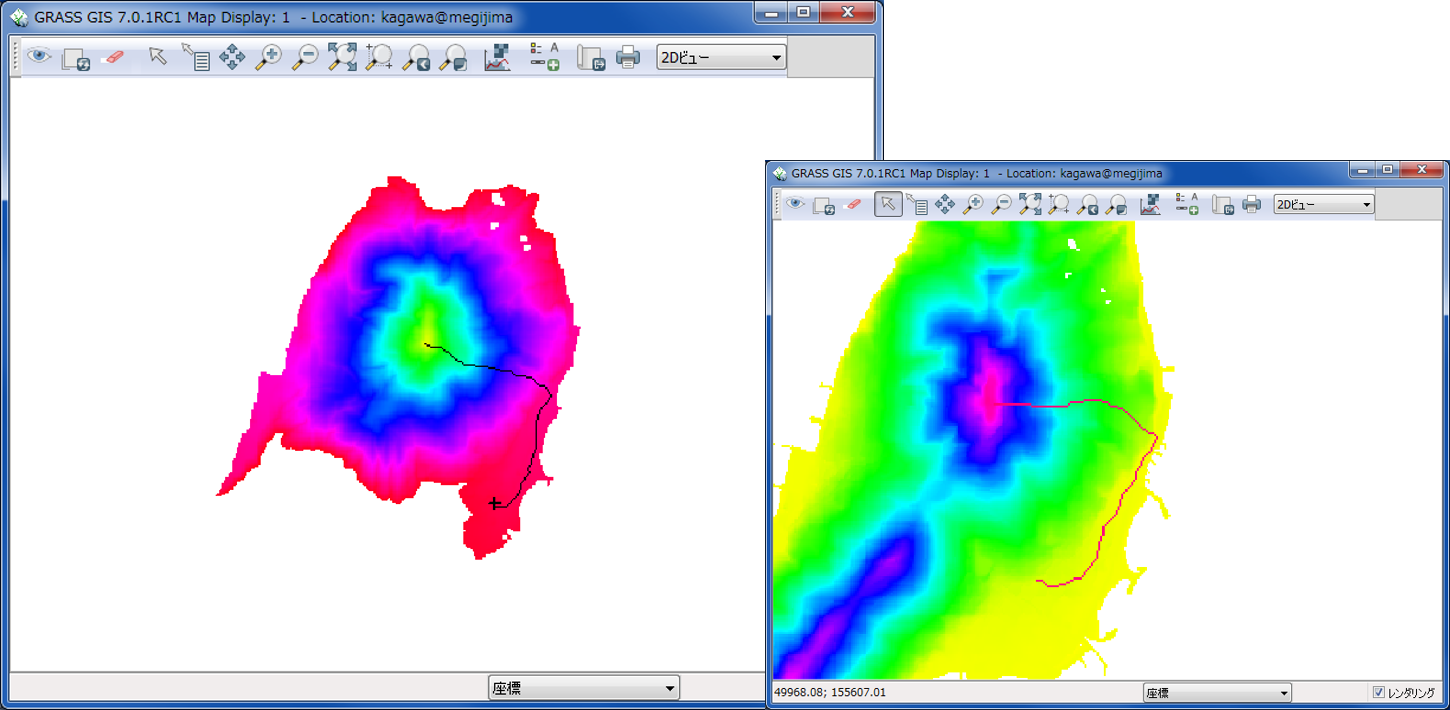 GRASS GIS 7.0.1RC1 Map Display: 1 - Location: kagawa@megijima
A
2Dビュー
座標
GRASS GIS 7.0.1RC1 Map Display: 1 - Location: kagawa@megijima
A
2Dビュー
49968.08; 155607.01
座標
レンダリング